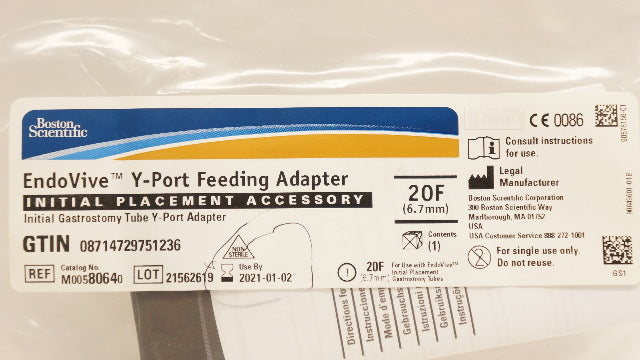 Boston
Scientific
CE 0086
Consult instructions
for use.
EndoVive™ Y-Port Feeding Adapter
INITIAL PLACEMENT ACCESSORY
Initial Gastrostomy Tube Y-Port Adapter
20F
(6.7mm)
Legal
Manufacturer
Boston Scientific Corporation
300 Boston Scientific Way
Marlborough, MA 01752
USA
USA Customer Service 888-272-1001
GTIN 08714729751236
NON
STERILE
Contents
(1)
For single use only.
Do not reuse.
REF Catalog No.
M00580640
LOT 21562619
Use By
2021-01-02
20F
(6.7mm)
For Use with EndoVive™
Initial Placement
Gastrostomy Tubes
GS1
Directions for
Instruccione
Mode d'em
Gebrauchs
Istruzioni
Gebruiks
Instruçõe